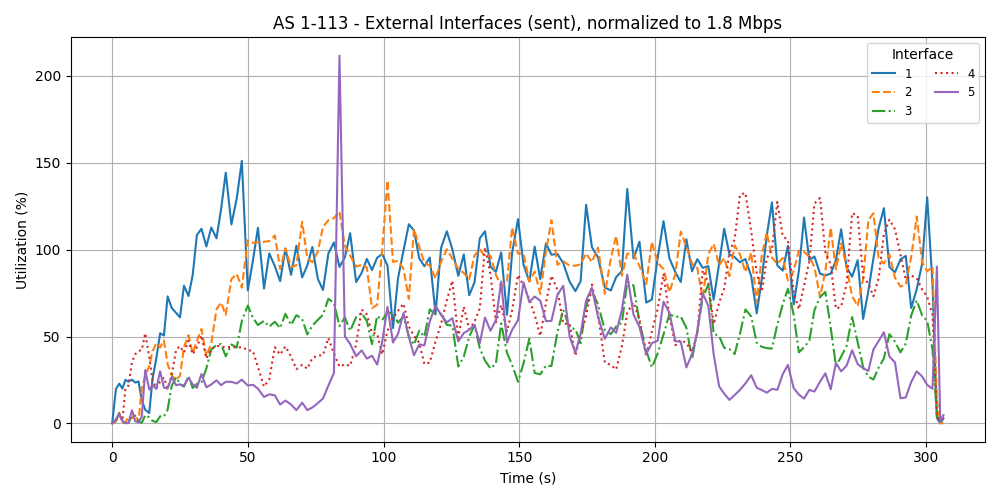 AS 1-113 - External Interfaces (sent), normalized to 1.8 Mbps
Utilization (%)
200
150
100
50
0
0 50 100 150 200 250 300
Time (s)
Interface
1 4
2 5
3